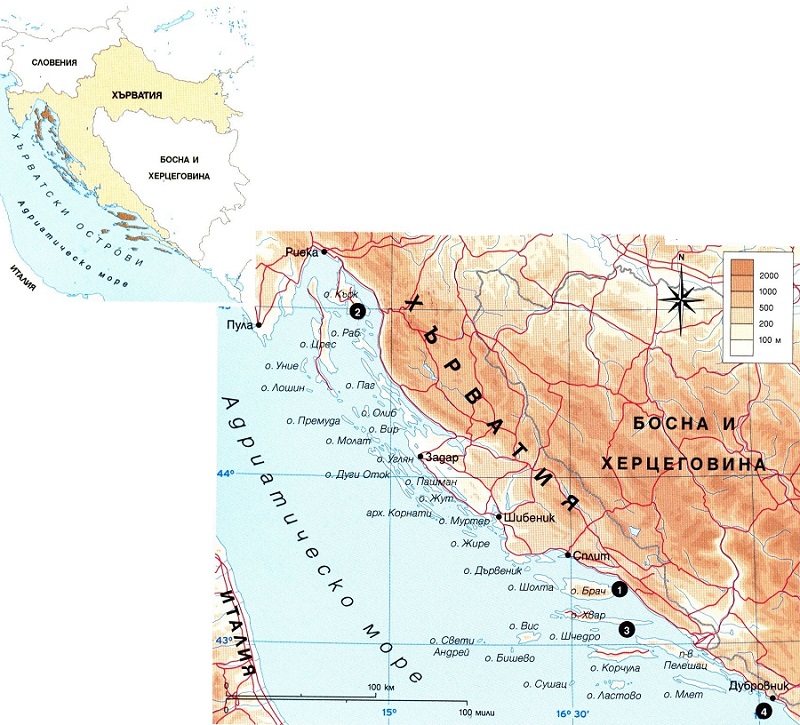 СЛОВЕНИЯ
ХЪРВАТИЯ
БОСНА И
ХЕРЦЕГОВИНА
ХЪРВАТСКИ ОСТРОВИ
Адриатическо море
ИТАЛИЯ
Риека
N
2000
1000
500
200
100 м
о. Крк
2
Пула
о. Раб
о. Црес
ХЪРВАТИЯ
о. Уние
о. Лошин
о. Паг
Адриатическо море
о. Олиб
о. Премуда
о. Вир
БОСНА И
ХЕРЦЕГОВИНА
о. Молат
о. Углян
Задар
44°
о. Дуги Оток
о. Пашман
о. Жут
арх. Корнати
о. Муртер
Шибеник
о. Жире
Сплит
о. Дървеник
о. Шолта
о. Брач
1
ИТАЛИЯ
о. Хвар
о. Вис
3
43°
о. Свети
Андрей
о. Шчедро
о. Бишево
п-в
Пелешац
о. Корчула
о. Сушац
о. Ластово
о. Млет
Дубровник
0
100 км
0
100 мили
15°
16°30'
4